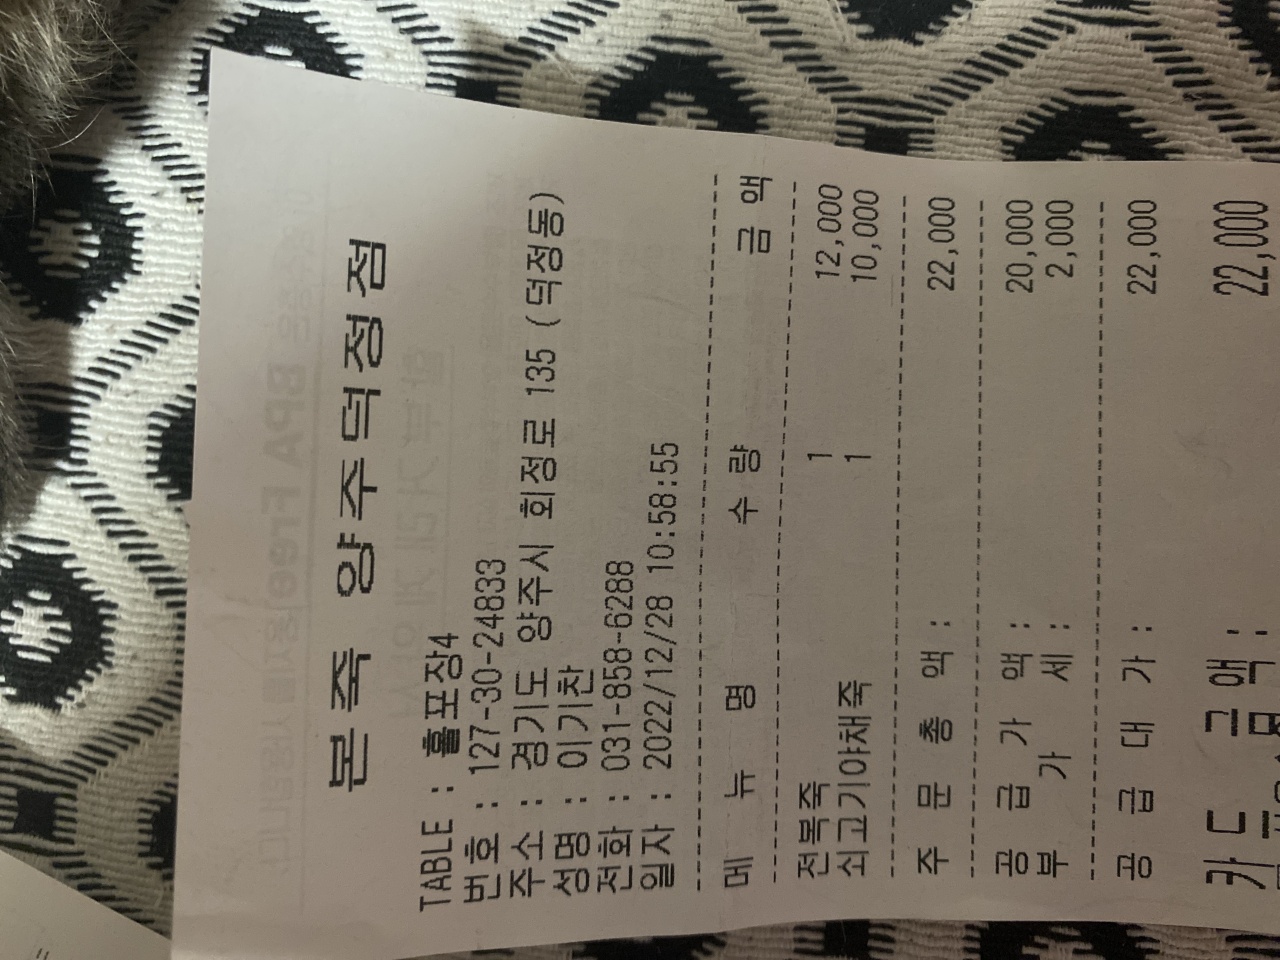 본죽 양주덕정점
TABLE : 홀포장4
번호 : 127-30-24833
주소 : 경기도 양주시 회정로 135 (덕정동)
성명 : 이기찬
전화 : 031-858-6288
일자 : 2022/12/28 10:58:55
메 뉴 명 수 량 금 액
전복죽 1 12,000
쇠고기야채죽 1 10,000
주 문 총 액 : 22,000
공 급 가 액 : 20,000
부 가 세 : 2,000
공 급 대 가 : 22,000
카 드 금 액 : 22,000